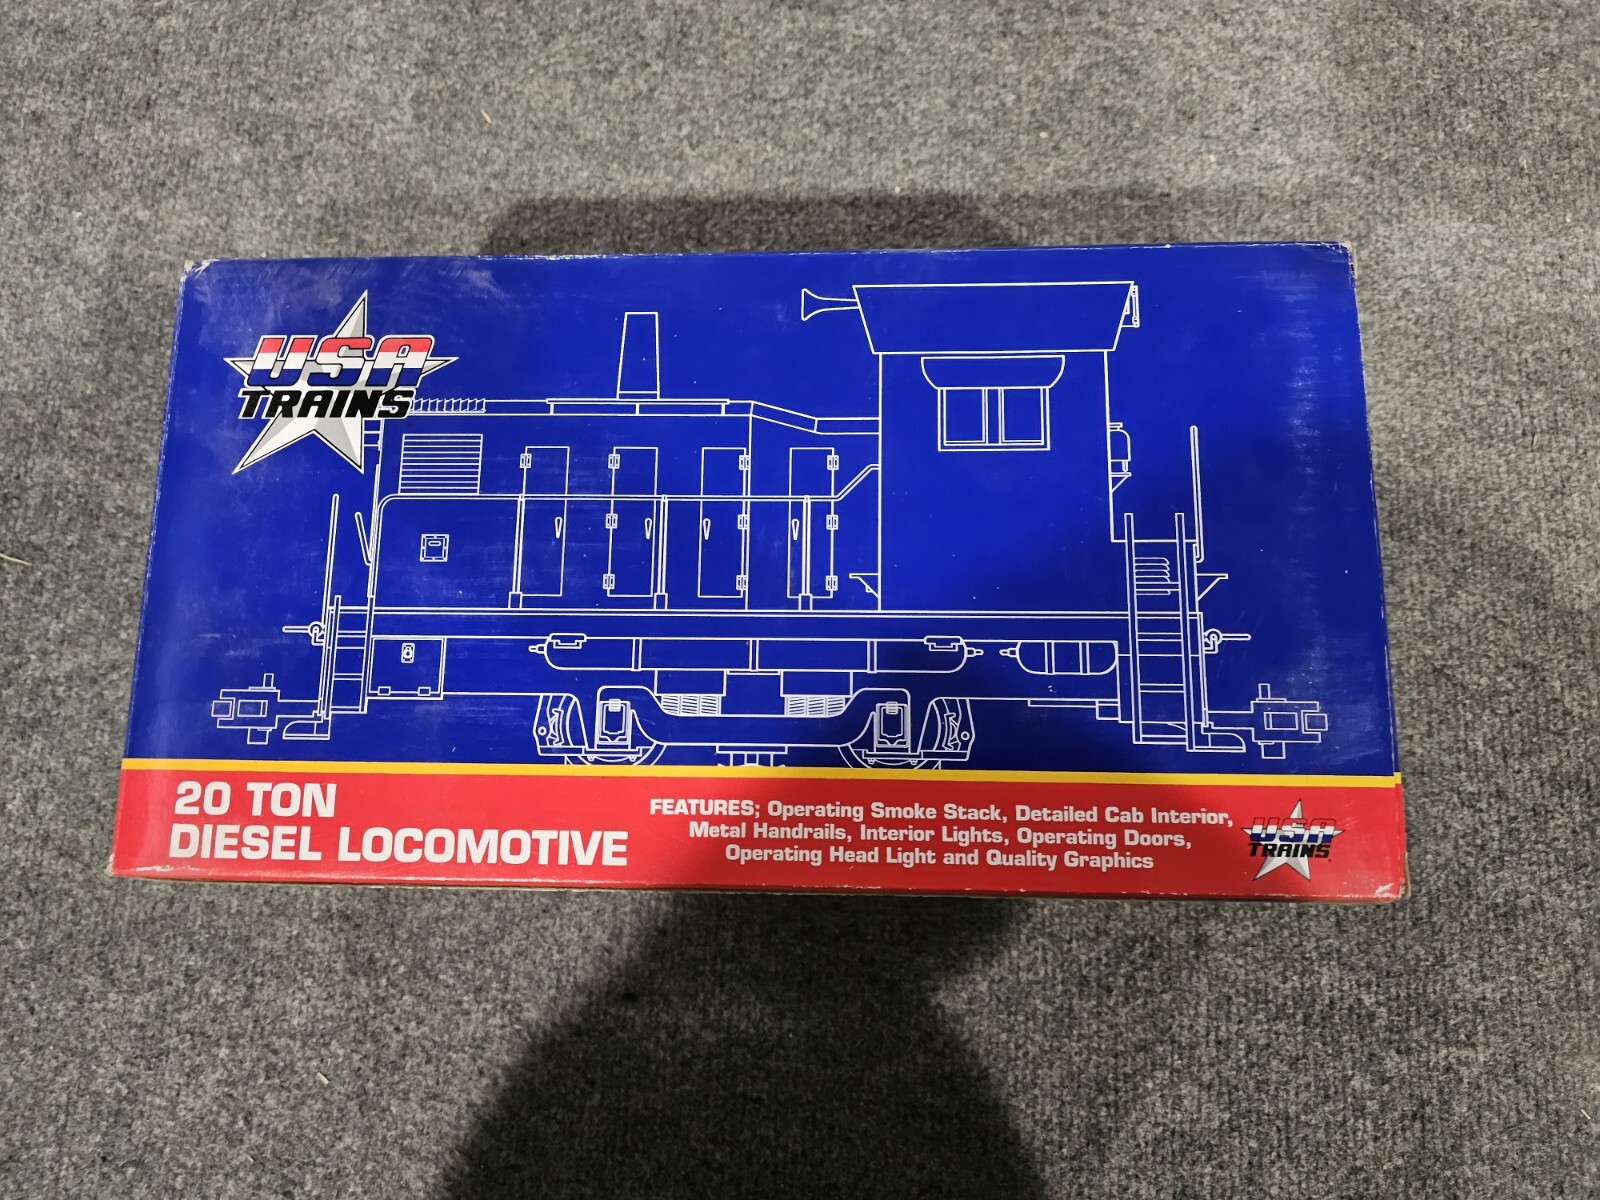 USA
TRAINS
20 TON
DIESEL LOCOMOTIVE
FEATURES; Operating Smoke Stack, Detailed Cab Interior,
Metal Handrails, Interior Lights, Operating Doors,
Operating Head Light and Quality Graphics
USA
TRAINS